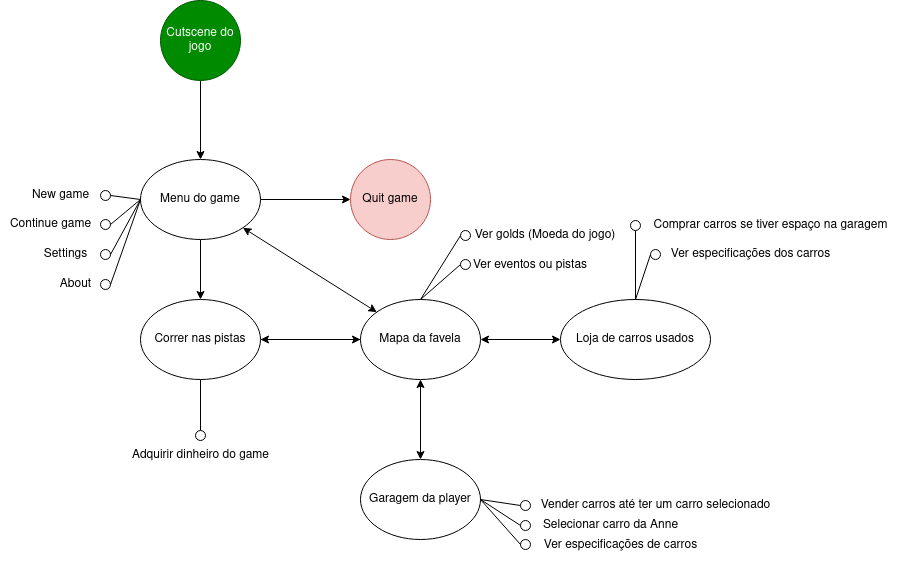 Cutscene do
jogo
Menu do game
Quit game
New game
Continue game
Settings
About
Ver golds (Moeda do jogo)
Ver eventos ou pistas
Comprar carros se tiver espaço na garagem
Ver especificações dos carros
Correr nas pistas
Mapa da favela
Loja de carros usados
Adquirir dinheiro do game
Garagem da player
Vender carros até ter um carro selecionado
Selecionar carro da Anne
Ver especificações de carros